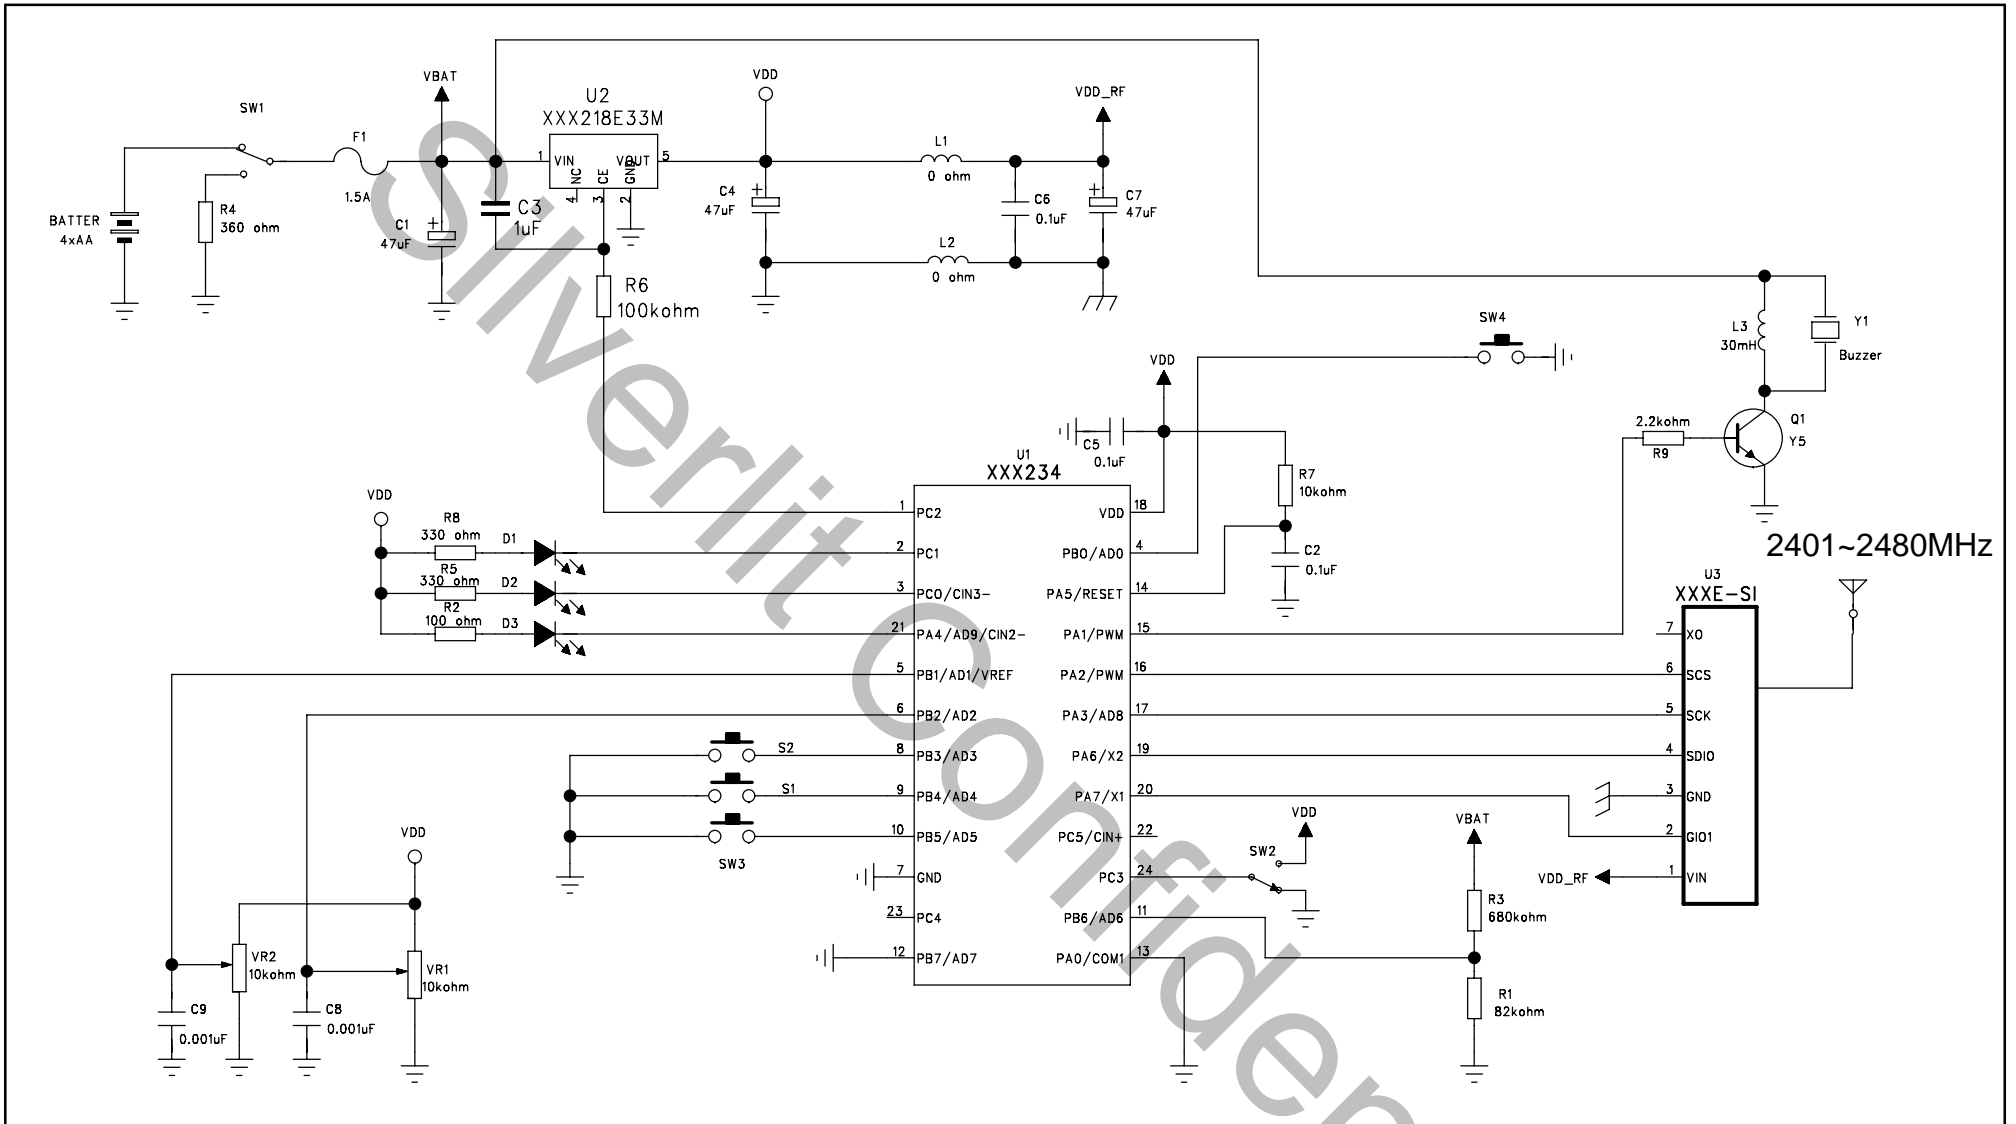 SW1
F1
1.5A
BATTER
4xAA
R4
360 ohm
VBAT
C1
47uF
U2
XXX218E33M
1
VIN
VOUT
5
NC
CE
GND
4
3
2
C3
1uF
R6
100kohm
VDD
C4
47uF
L1
0 ohm
L2
0 ohm
C6
0.1uF
VDD_RF
C7
47uF
SW4
L3
30mH
Y1
Buzzer
2.2kohm
R9
Q1
Y5
VDD
C5
0.1uF
R7
10kohm
C2
0.1uF
U1
XXX234
1 PC2
2 PC1
3 PC0/CIN3-
21 PA4/AD9/CIN2-
5 PB1/AD1/VREF
6 PB2/AD2
8 PB3/AD3
9 PB4/AD4
10 PB5/AD5
7 GND
23 PC4
12 PB7/AD7
VDD 18
PB0/AD0 4
PA5/RESET 14
PA1/PWM 15
PA2/PWM 16
PA3/AD8 17
PA6/X2 19
PA7/X1 20
PC5/CIN+ 22
PC3 24
PB6/AD6 11
PA0/COM1 13
VDD
R8
330 ohm
D1
R5
330 ohm
D2
R2
100 ohm
D3
S2
S1
SW3
VDD
VR2
10kohm
VR1
10kohm
C9
0.001uF
C8
0.001uF
SW2
VDD
VBAT
R3
680kohm
R1
82kohm
2401~2480MHz
U3
XXXE-SI
7 XO
6 SCS
5 SCK
4 SDIO
3 GND
2 GIO1
1 VIN
VDD_RF
Silverlit Confiden